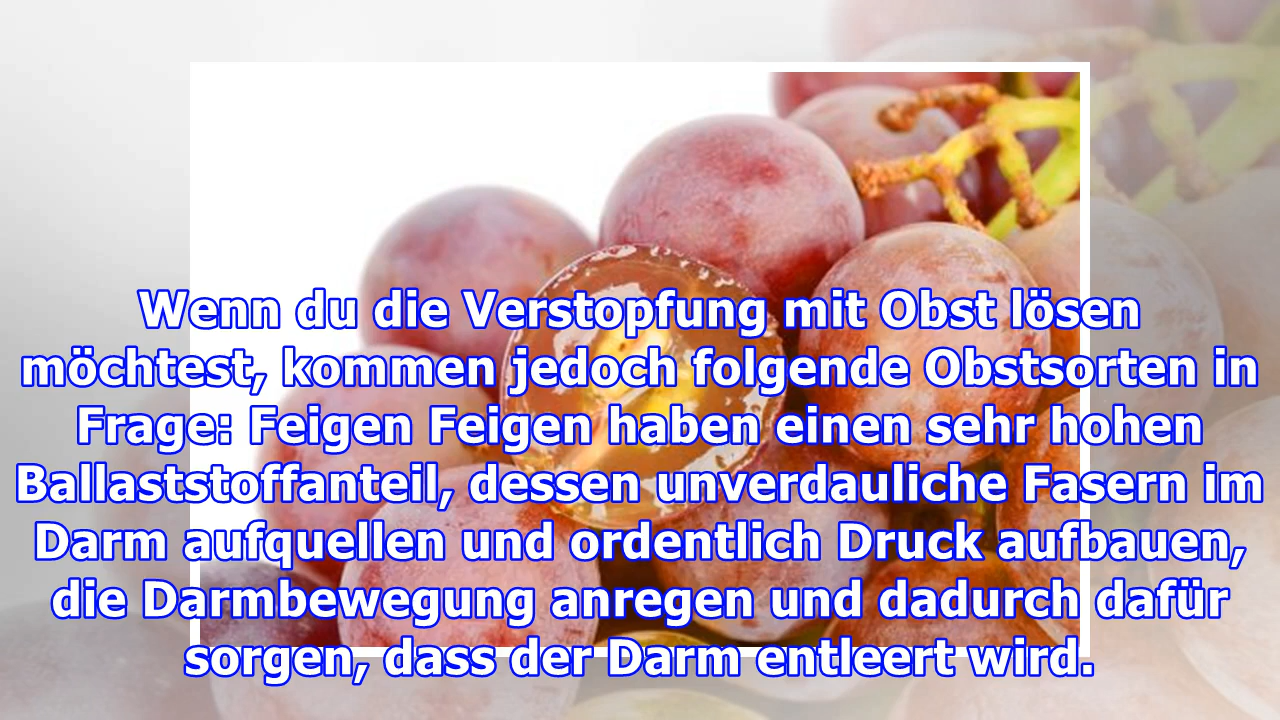 Wenn du die Verstopfung mit Obst lösen
möchtest, kommen jedoch folgende Obstsorten in
Frage: Feigen Feigen haben einen sehr hohen
Ballaststoffanteil, dessen unverdauliche Fasern im
Darm aufquellen und ordentlich Druck aufbauen,
die Darmbewegung anregen und dadurch dafür
sorgen, dass der Darm entleert wird.